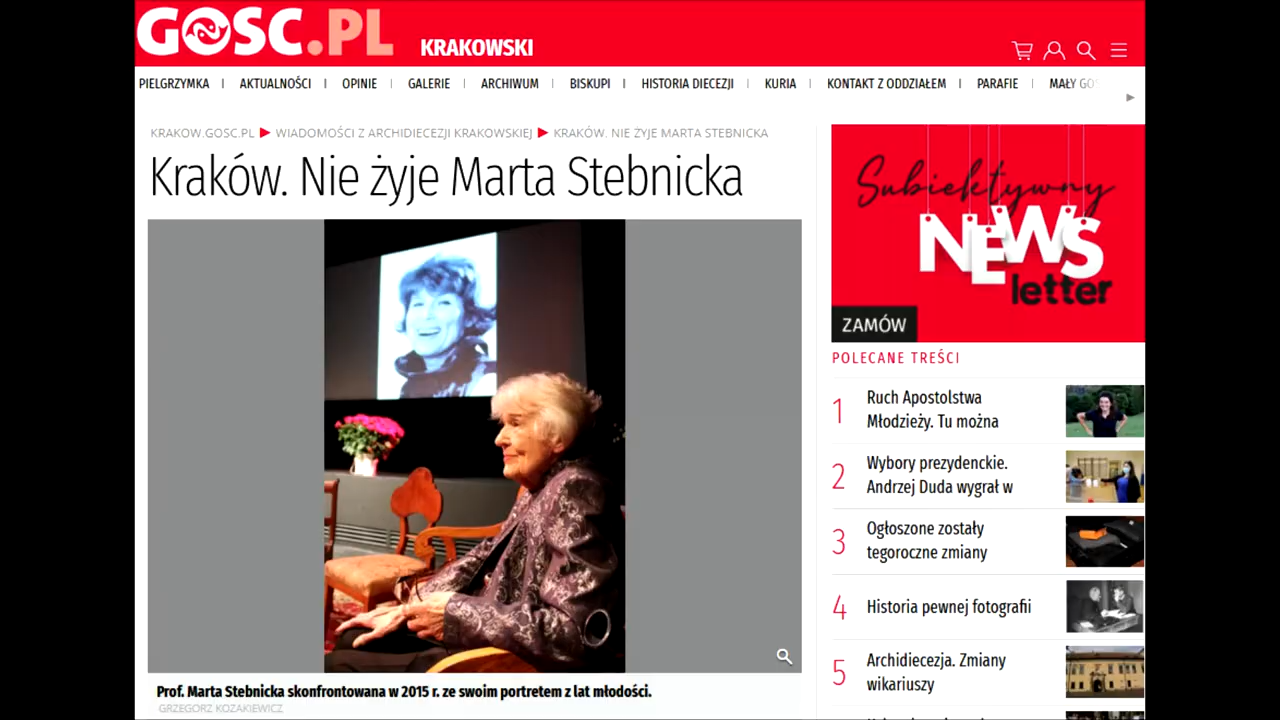 GOSC.PL KRAKOWSKI
PIELGRZYMKA | AKTUALNOŚCI | OPINIE | GALERIE | ARCHIWUM | BISKUPI | HISTORIA DIECEZJI | KURIA | KONTAKT Z ODDZIAŁEM | PARAFIE | MAŁY
KRAKOW.GOSC.PL ▶ WIADOMOŚCI Z ARCHIDIECEZJI KRAKOWSKIEJ ▶ KRAKÓW. NIE ŻYJE MARTA STEBNICKA
Kraków. Nie żyje Marta Stebnicka
Prof. Marta Stebnicka skonfrontowana w 2015 r. ze swoim portretem z lat młodości.
GRZEGORZ KOZAKIEWICZ
Subiektywny
NEWS
letter
ZAMÓW
POLECANE TREŚCI
1 Ruch Apostolstwa
Młodzieży. Tu można
2 Wybory prezydenckie.
Andrzej Duda wygrał w
3 Ogłoszone zostały
tegoroczne zmiany
4 Historia pewnej fotografii
5 Archidiecezja. Zmiany
wikariuszy